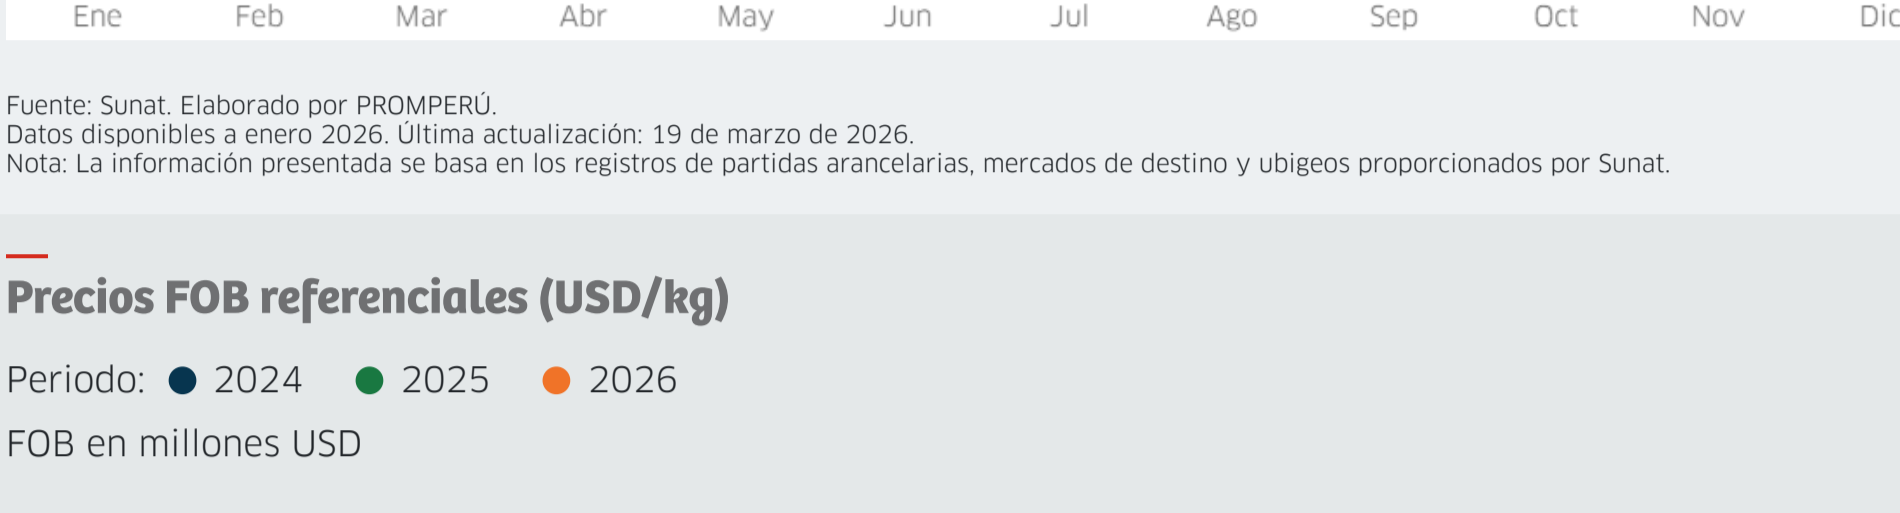 Ene Feb Mar Abr May Jun Jul Ago Sep Oct Nov Dic
Fuente: Sunat. Elaborado por PROMPERÚ.
Datos disponibles a enero 2026. Última actualización: 19 de marzo de 2026.
Nota: La información presentada se basa en los registros de partidas arancelarias, mercados de destino y ubigeos proporcionados por Sunat.
Precios FOB referenciales (USD/kg)
Periodo: 2024 2025 2026
FOB en millones USD